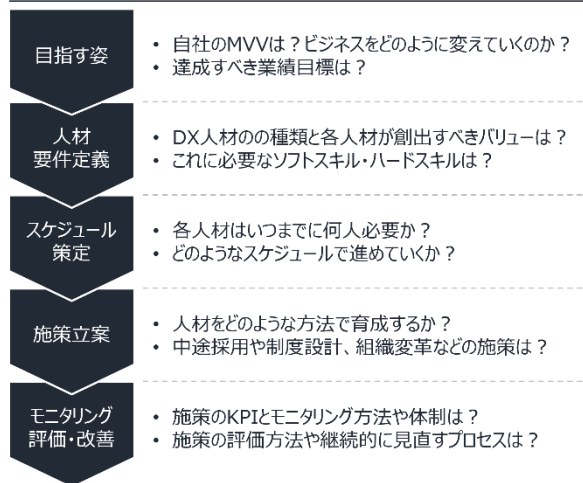 目指す姿
• 自社のMVVは？ビジネスをどのように変えていくのか？
• 達成すべき業績目標は？
人材
要件定義
• DX人材のの種類と各人材が創出すべきバリューは？
• これに必要なソフトスキル・ハードスキルは？
スケジュール
策定
• 各人材はいつまでに何人必要か？
• どのようなスケジュールで進めていくか？
施策立案
• 人材をどのような方法で育成するか？
• 中途採用や制度設計、組織変革などの施策は？
モニタリング
評価・改善
• 施策のKPIとモニタリング方法や体制は？
• 施策の評価方法や継続的に見直すプロセスは？